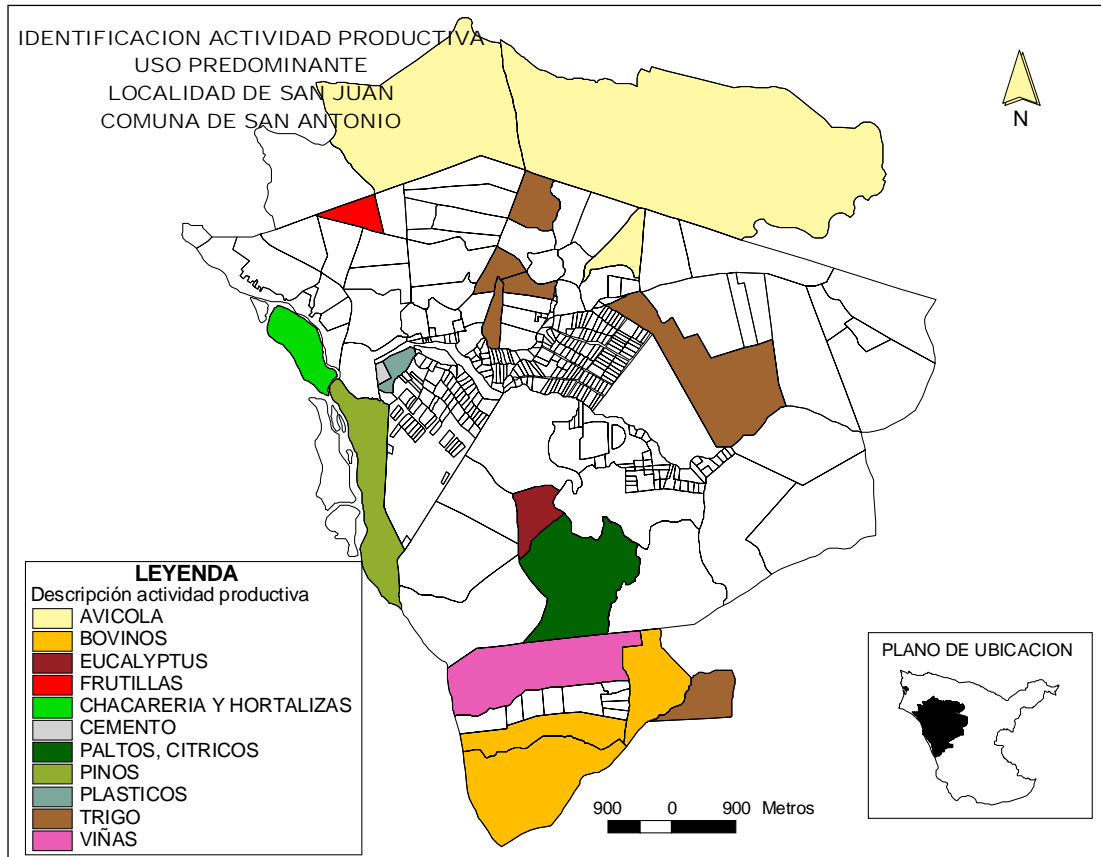 IDENTIFICACION ACTIVIDAD PRODUCTIVA
USO PREDOMINANTE
LOCALIDAD DE SAN JUAN
COMUNA DE SAN ANTONIO
N
LEYENDA
Descripción actividad productiva
AVICOLA
BOVINOS
EUCALYPTUS
FRUTILLAS
CHACARERIA Y HORTALIZAS
CEMENTO
PALTOS, CITRICOS
PINOS
PLASTICOS
TRIGO
VIÑAS
900 0 900 Metros
PLANO DE UBICACION